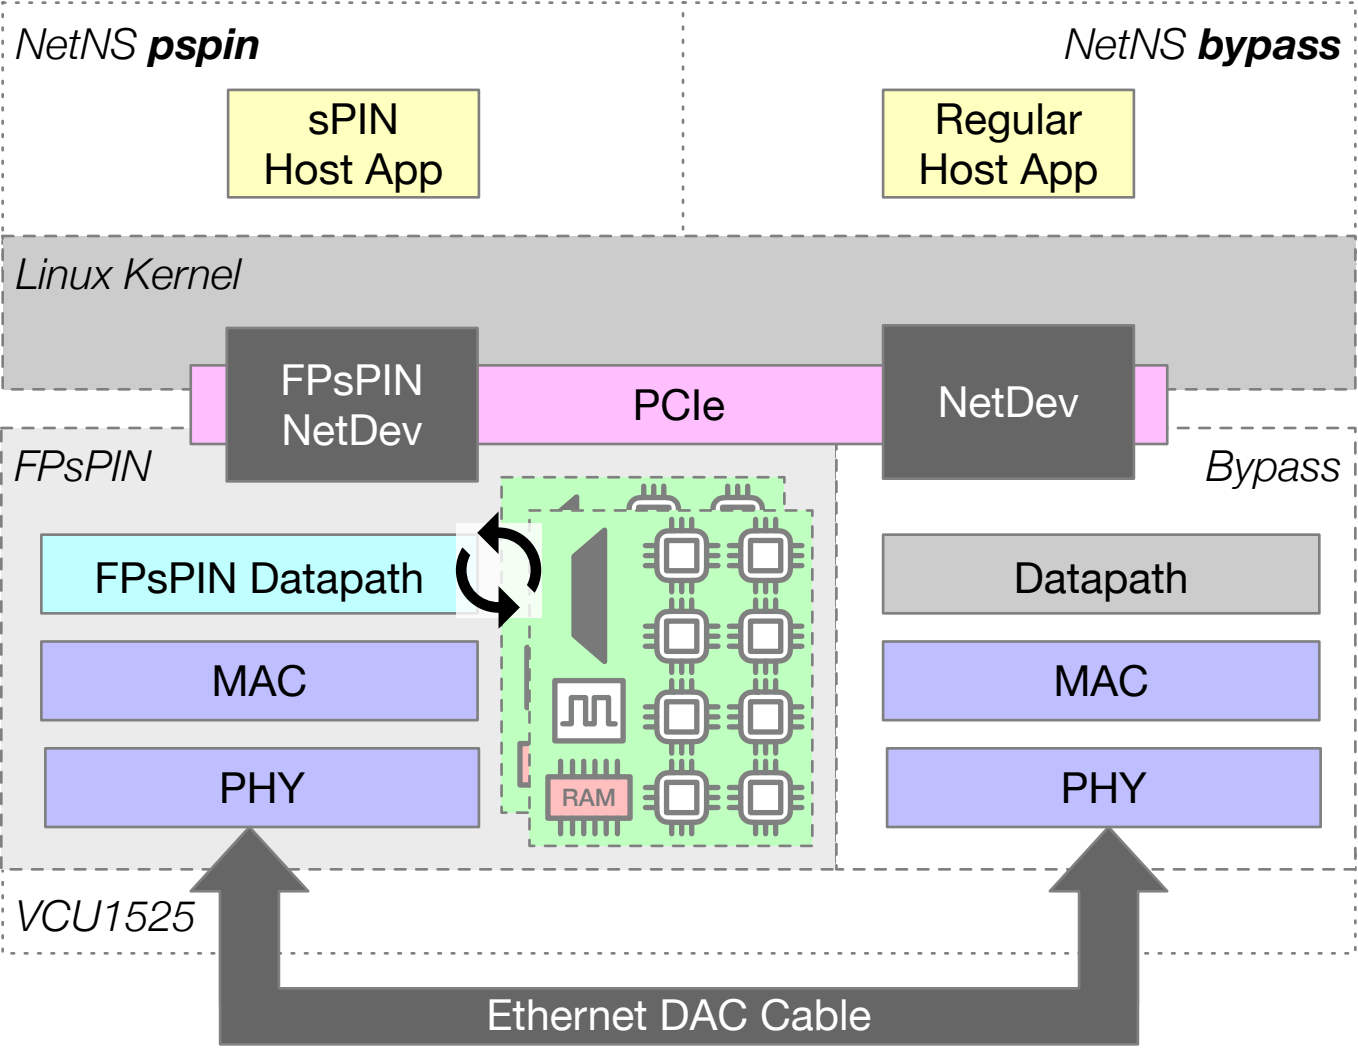 NetNS pspin
NetNS bypass
sPIN
Host App
Regular
Host App
Linux Kernel
FPsPIN
NetDev
PCIe
NetDev
FPsPIN
Bypass
FPsPIN Datapath
Datapath
MAC
MAC
PHY
RAM
PHY
VCU1525
Ethernet DAC Cable